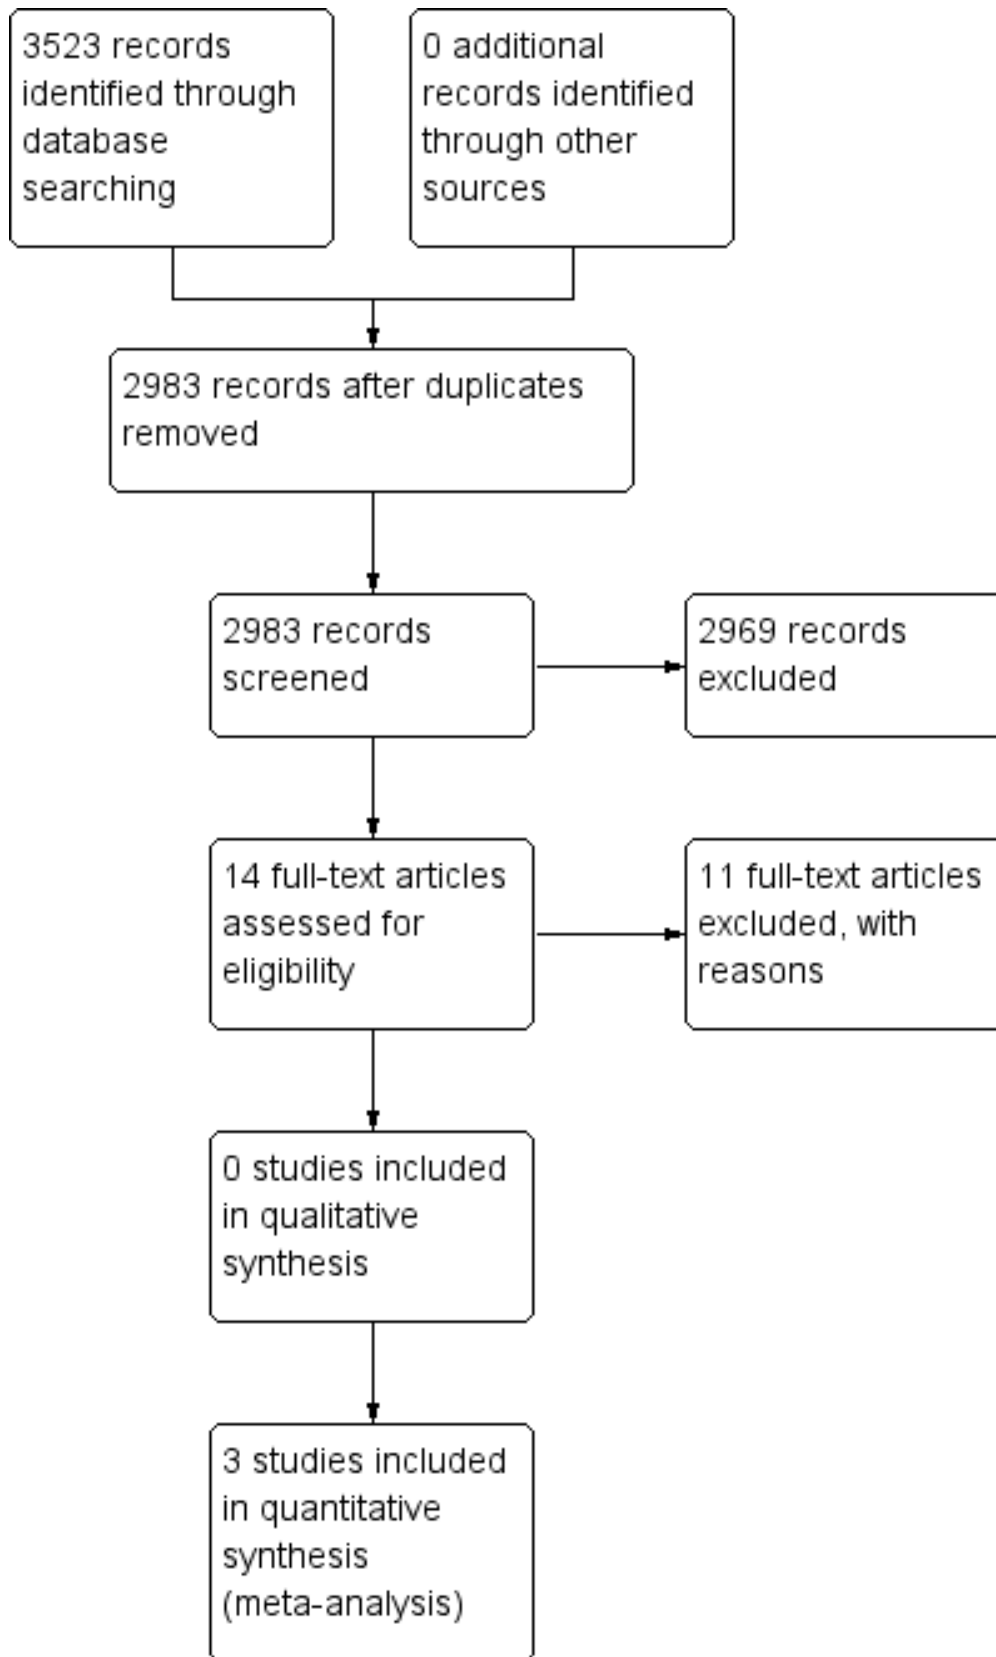 3523 records
identified through
database
searching
0 additional
records identified
through other
sources
2983 records after duplicates
removed
2983 records
screened
2969 records
excluded
14 full-text articles
assessed for
eligibility
11 full-text articles
excluded, with
reasons
0 studies included
in qualitative
synthesis
3 studies included
in quantitative
synthesis
(meta-analysis)